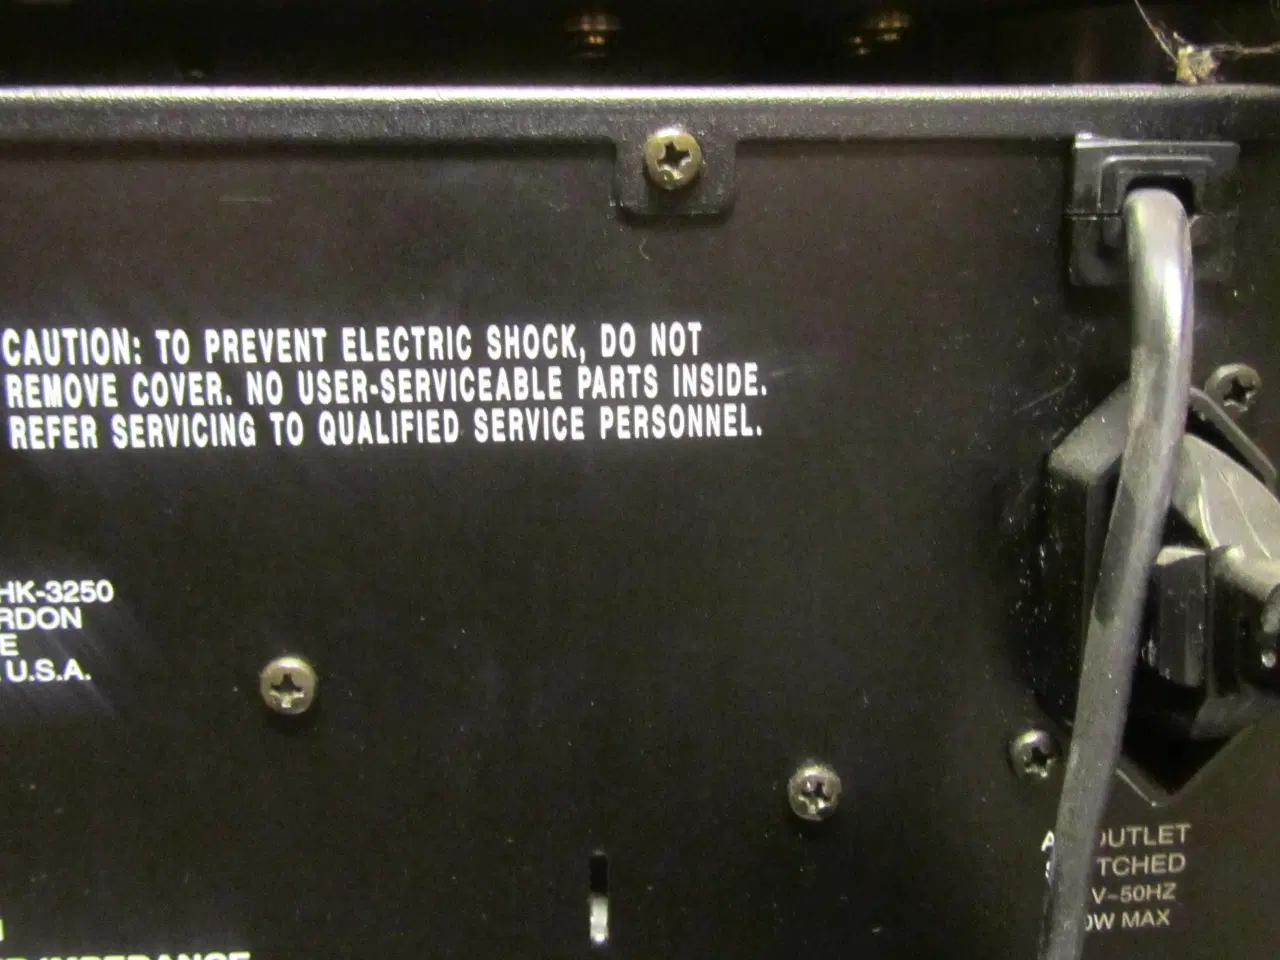 CAUTION: TO PREVENT ELECTRIC SHOCK, DO NOT
REMOVE COVER. NO USER-SERVICEABLE PARTS INSIDE.
REFER SERVICING TO QUALIFIED SERVICE PERSONNEL.
HK-3250
RDON
E
U.S.A.
A OUTLET
TCHED
V-50HZ
0W MAX